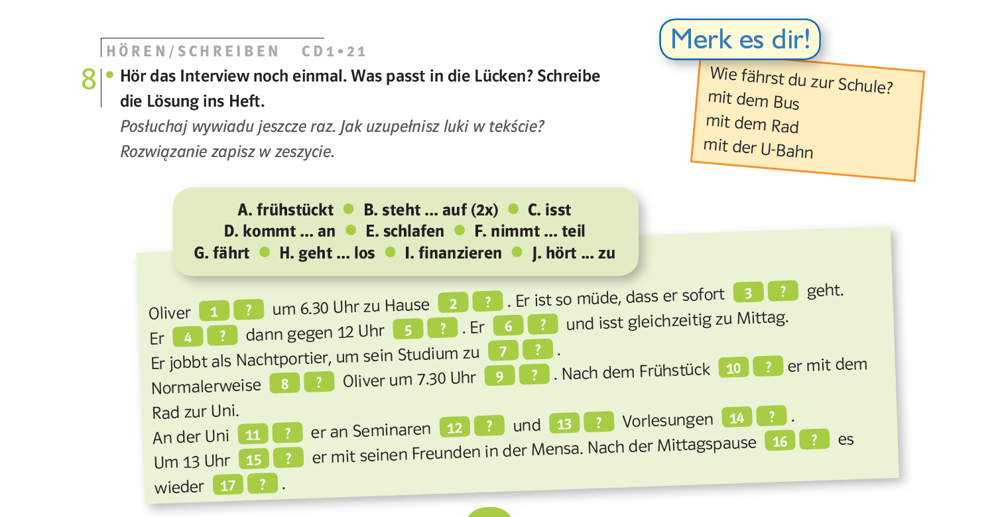 HÖREN/SCHREIBEN CD1•21
8 • Hör das Interview noch einmal. Was passt in die Lücken? Schreibe
die Lösung ins Heft.
Posłuchaj wywiadu jeszcze raz. Jak uzupełnisz luki w tekście?
Rozwiązanie zapisz w zeszycie.
Merk es dir!
Wie fährst du zur Schule?
mit dem Bus
mit dem Rad
mit der U-Bahn
A. frühstückt • B. steht ... auf (2x) • C. isst
D. kommt ... an • E. schlafen • F. nimmt ... teil
G. fährt • H. geht ... los • I. finanzieren • J. hört ... zu
Oliver 1 ? um 6.30 Uhr zu Hause 2 ? . Er ist so müde, dass er sofort 3 ? geht.
Er 4 ? dann gegen 12 Uhr 5 ? . Er 6 ? und isst gleichzeitig zu Mittag.
Er jobbt als Nachtportier, um sein Studium zu 7 ? .
Normalerweise 8 ? Oliver um 7.30 Uhr 9 ? . Nach dem Frühstück 10 ? er mit dem
Rad zur Uni.
An der Uni 11 ? er an Seminaren 12 ? und 13 ? Vorlesungen 14 ? .
Um 13 Uhr 15 ? er mit seinen Freunden in der Mensa. Nach der Mittagspause 16 ? es
wieder 17 ? .